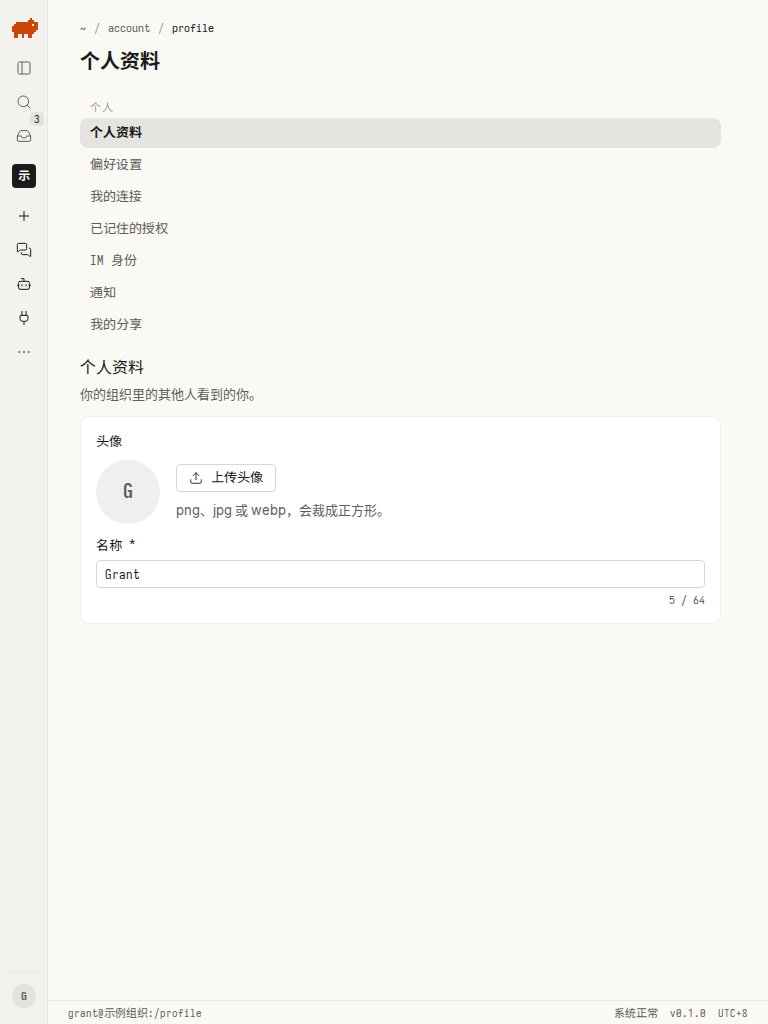 ~ / account / profile
个人资料
3
示
个人
个人资料
偏好设置
我的连接
已记住的授权
IM 身份
通知
我的分享
个人资料
你的组织里的其他人看到的你。
头像
G
上传头像
png、jpg 或 webp，会裁成正方形。
名称 *
Grant
5 / 64
G
grant@示例组织:/profile
系统正常 v0.1.0 UTC+8